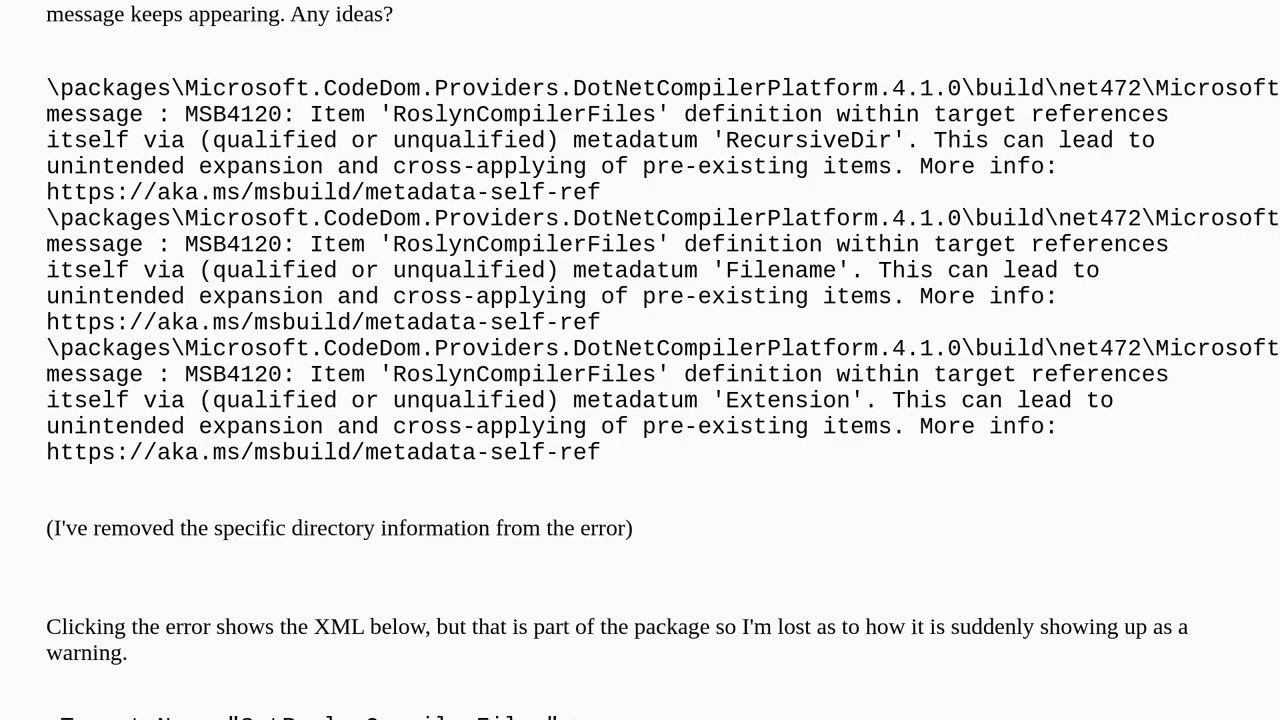 message keeps appearing. Any ideas?
\packages\Microsoft.CodeDom.Providers.DotNetCompilerPlatform.4.1.0\build\net472\Microsoft
message : MSB4120: Item 'RoslynCompilerFiles' definition within target references
itself via (qualified or unqualified) metadatum 'RecursiveDir'. This can lead to
unintended expansion and cross-applying of pre-existing items. More info:
https://aka.ms/msbuild/metadata-self-ref
\packages\Microsoft.CodeDom.Providers.DotNetCompilerPlatform.4.1.0\build\net472\Microsoft
message : MSB4120: Item 'RoslynCompilerFiles' definition within target references
itself via (qualified or unqualified) metadatum 'Filename'. This can lead to
unintended expansion and cross-applying of pre-existing items. More info:
https://aka.ms/msbuild/metadata-self-ref
\packages\Microsoft.CodeDom.Providers.DotNetCompilerPlatform.4.1.0\build\net472\Microsoft
message : MSB4120: Item 'RoslynCompilerFiles' definition within target references
itself via (qualified or unqualified) metadatum 'Extension'. This can lead to
unintended expansion and cross-applying of pre-existing items. More info:
https://aka.ms/msbuild/metadata-self-ref
(I've removed the specific directory information from the error)
Clicking the error shows the XML below, but that is part of the package so I'm lost as to how it is suddenly showing up as a
warning.